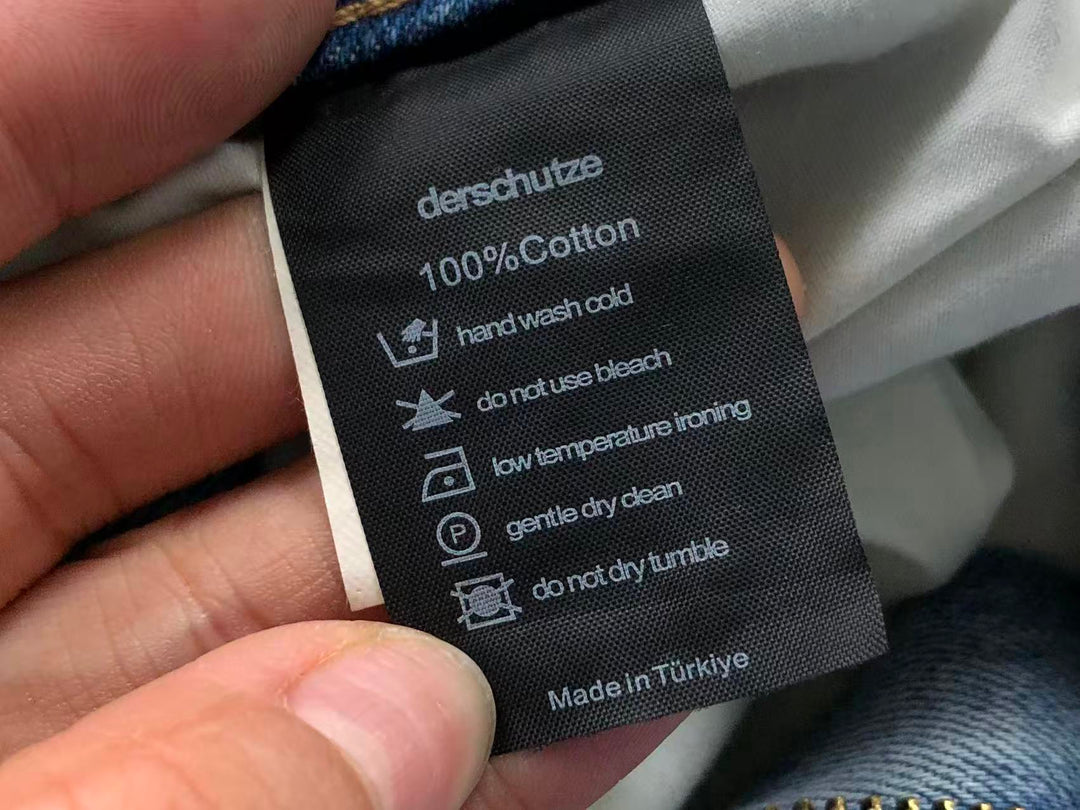 derschutze
100%Cotton
hand wash cold
do not use bleach
low temperature ironing
P
gentle dry clean
do not dry tumble
Made in Türkiye